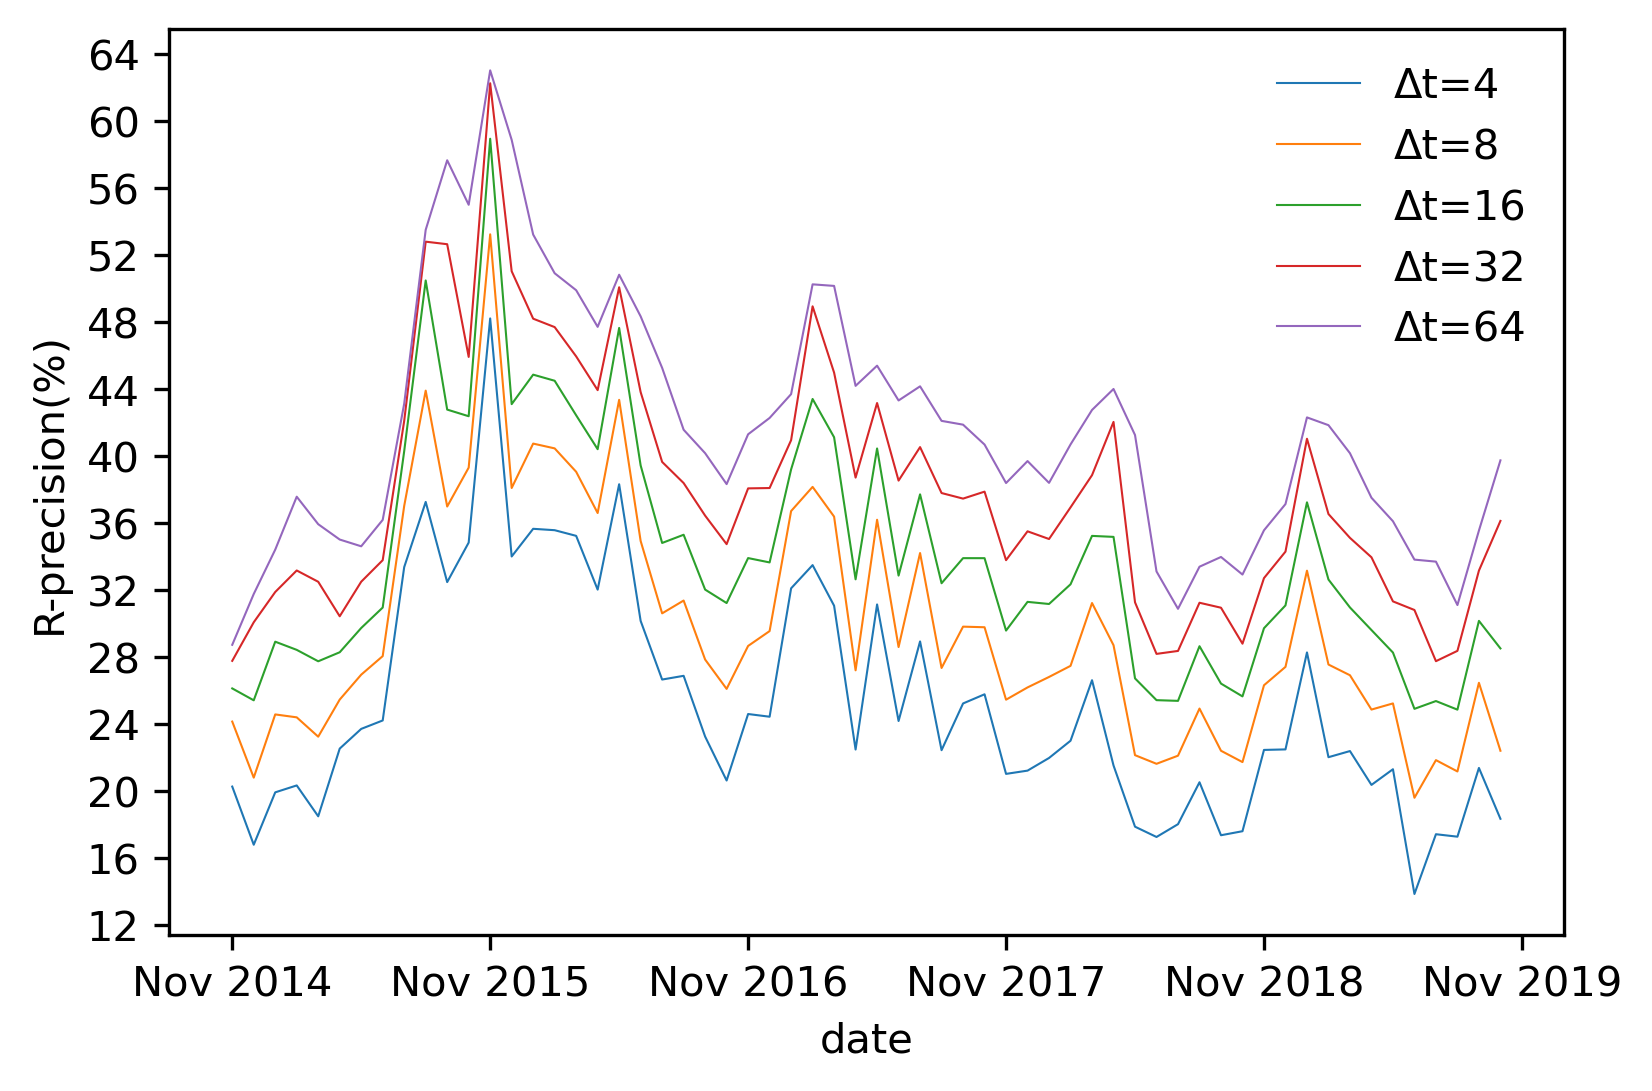 64
60
56
52
48
44
40
36
32
28
24
20
16
12
R-precision(%)
Δt=4
Δt=8
Δt=16
Δt=32
Δt=64
Nov 2014 Nov 2015 Nov 2016 Nov 2017 Nov 2018 Nov 2019
date